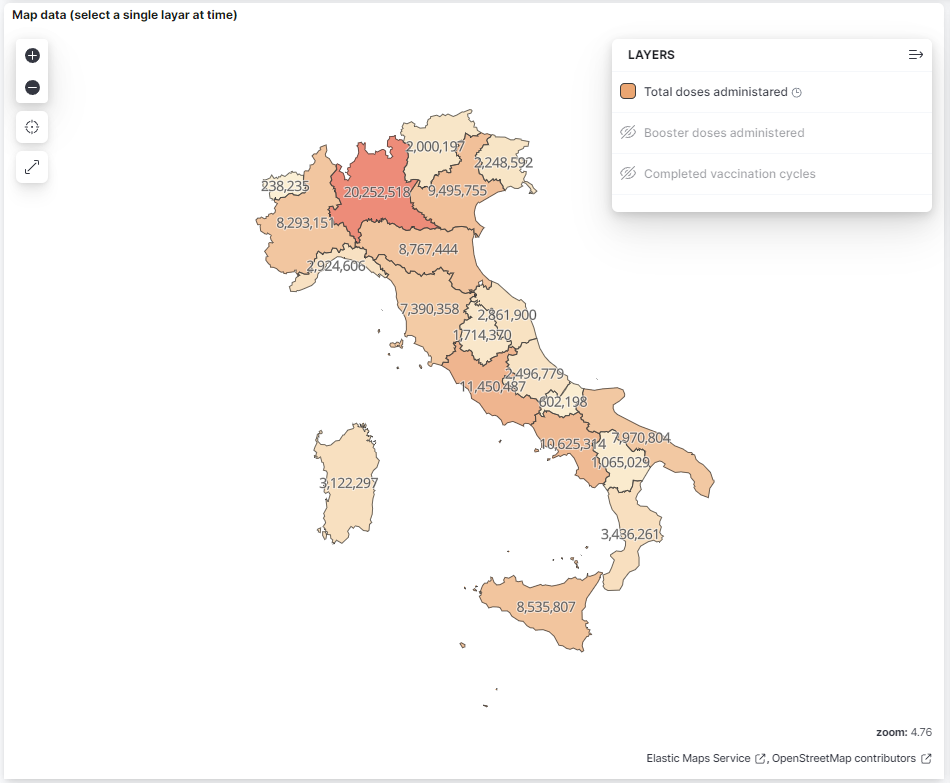 Map data (select a single layar at time)
LAYERS
Total doses administared
Booster doses administered
Completed vaccination cycles
2,000,197
2,248,592
238,235
20,252,518
9,495,755
8,293,151
8,767,444
2,924,606
7,390,358
2,861,900
1,714,370
2,496,779
11,450,487
602,198
10,625,314
7,970,804
1,065,029
3,122,297
3,436,261
8,535,807
zoom: 4.76
Elastic Maps Service , OpenStreetMap contributors